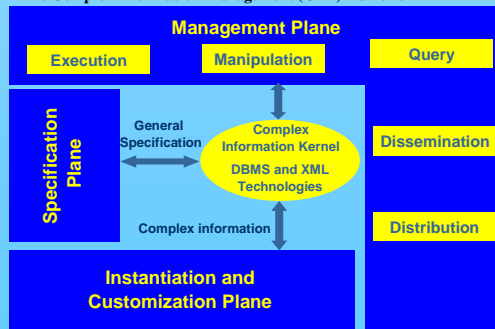 Management Plane
Execution
Manipulation
Query
Specification
Plane
General
Specification
Complex
Information Kernel
DBMS and XML
Technologies
Dissemination
Complex information
Distribution
Instantiation and
Customization Plane